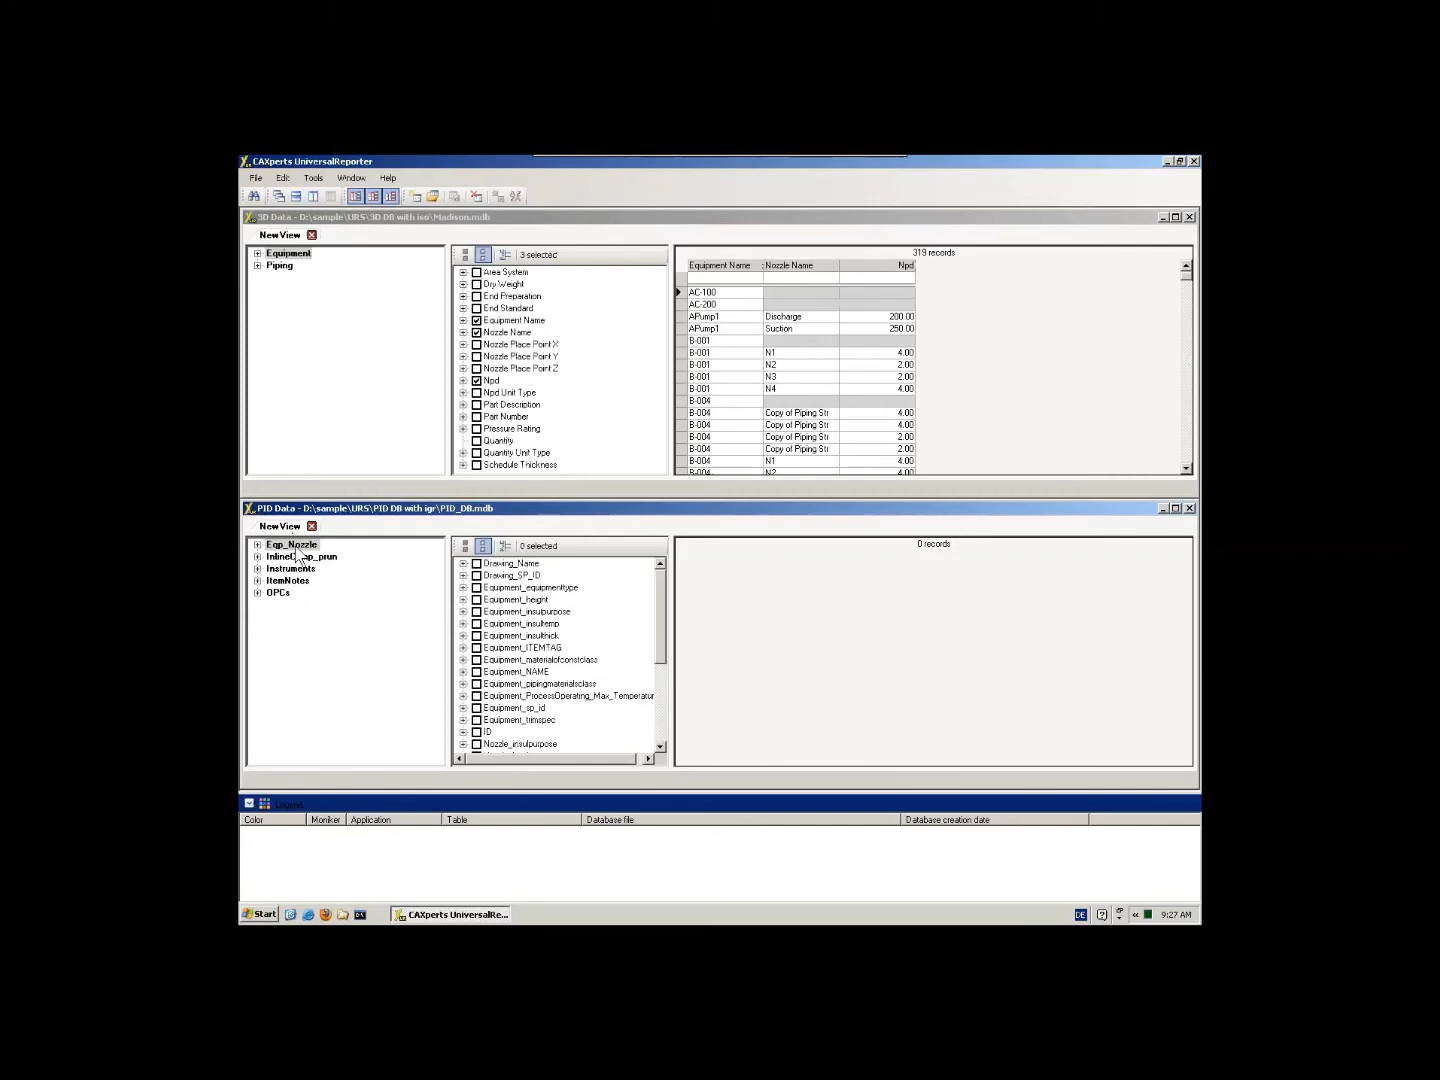 CAXperts UniversalReporter
File Edit Tools Window Help
3D Data - D:\sample\URS\3D DB with iso\Madison.mdb
New View
Equipment
Piping
3 selected
Area System
Dry Weight
End Preparation
End Standard
Equipment Name
Nozzle Name
Nozzle Place Point X
Nozzle Place Point Y
Nozzle Place Point Z
Npd
Npd Unit Type
Part Description
Part Number
Pressure Rating
Quantity
Quantity Unit Type
Schedule Thickness
319 records
Equipment Name Nozzle Name Npd
AC-100
AC-200
APump1 Discharge 200.00
APump1 Suction 250.00
B-001
B-001 N1 4.00
B-001 N2 2.00
B-001 N3 2.00
B-001 N4 4.00
B-004
B-004 Copy of Piping Str 4.00
B-004 Copy of Piping Str 4.00
B-004 Copy of Piping Str 2.00
B-004 Copy of Piping Str 2.00
B-004 N1 4.00
B-004 N2 4.00
PID Data - D:\sample\URS\PID DB with igr\PID_DB.mdb
New View
Eqp_Nozzle
Instruments
ItemNotes
OPCs
0 selected
Drawing_Name
Drawing_SP_ID
Equipment_equipmenttype
Equipment_height
Equipment_insulpurpose
Equipment_insultemp
Equipment_insulthick
Equipment_ITEMTAG
Equipment_materialofconstclass
Equipment_NAME
Equipment_pipingmaterialsclass
Equipment_ProcessOperating_Max_Temperatur
Equipment_sp_id
Equipment_trimspec
ID
Nozzle_insulpurpose
0 records
Legend
Color Moniker Application Table Database file Database creation date
Start CAXperts UniversalRe... DE 9:27 AM